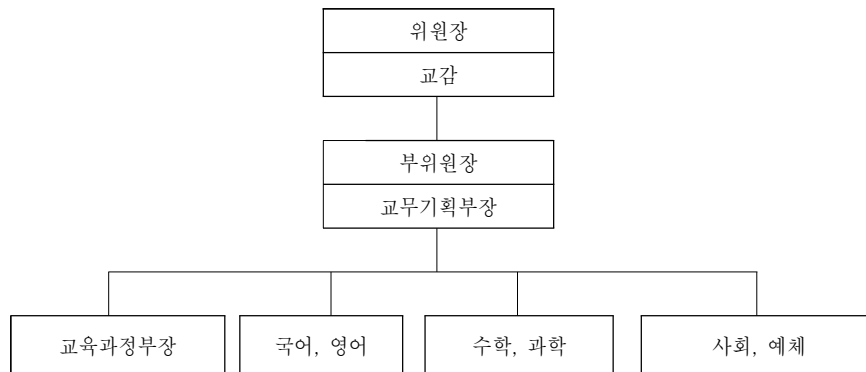 위원장
교감
부위원장
교무기획부장
교육과정부장
국어, 영어
수학, 과학
사회, 예체